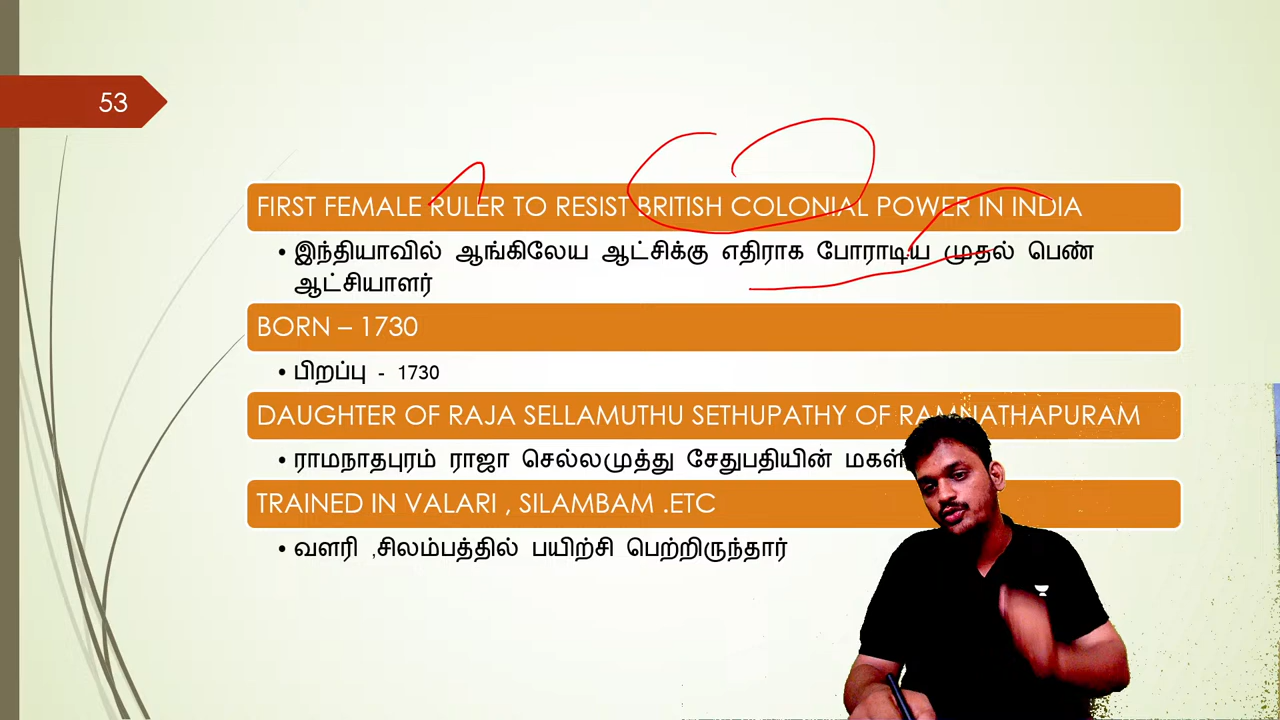 53
FIRST FEMALE RULER TO RESIST BRITISH COLONIAL POWER IN INDIA
• இந்தியாவில் ஆங்கிலேய ஆட்சிக்கு எதிராக போராடிய முதல் பெண்
ஆட்சியாளர்
BORN – 1730
• பிறப்பு - 1730
DAUGHTER OF RAJA SELLAMUTHU SETHUPATHY OF RAMNATHAPURAM
• ராமநாதபுரம் ராஜா செல்லமுத்து சேதுபதியின் மகள்
TRAINED IN VALARI , SILAMBAM .ETC
• வளரி ,சிலம்பத்தில் பயிற்சி பெற்றிருந்தார்